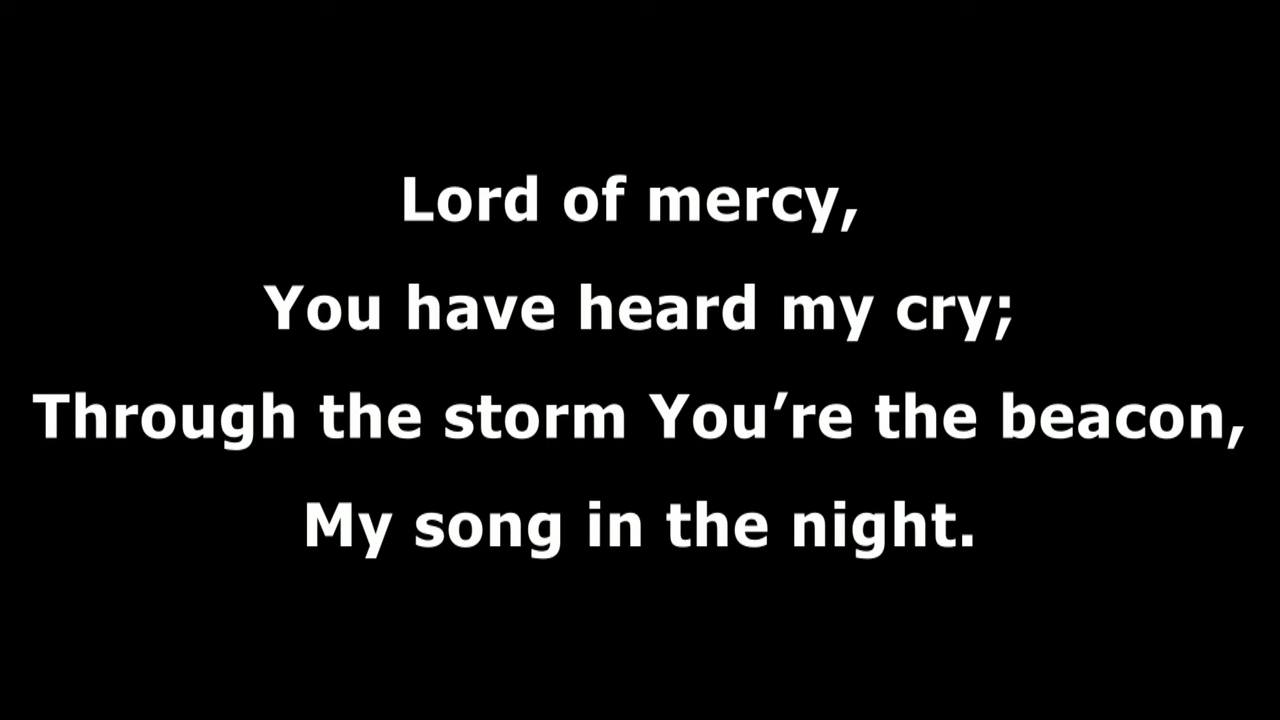 Lord of mercy,
You have heard my cry;
Through the storm You’re the beacon,
My song in the night.